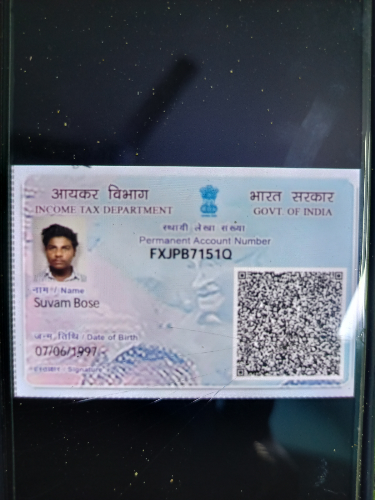 आयकर विभाग
INCOME TAX DEPARTMENT
भारत सरकार
GOVT. OF INDIA
स्थायी लेखा संख्या
Permanent Account Number
FXJPB7151Q
नाम / Name
Suvam Bose
जन्म तिथि / Date of Birth
07/06/1997
हस्ताक्षर / Signature